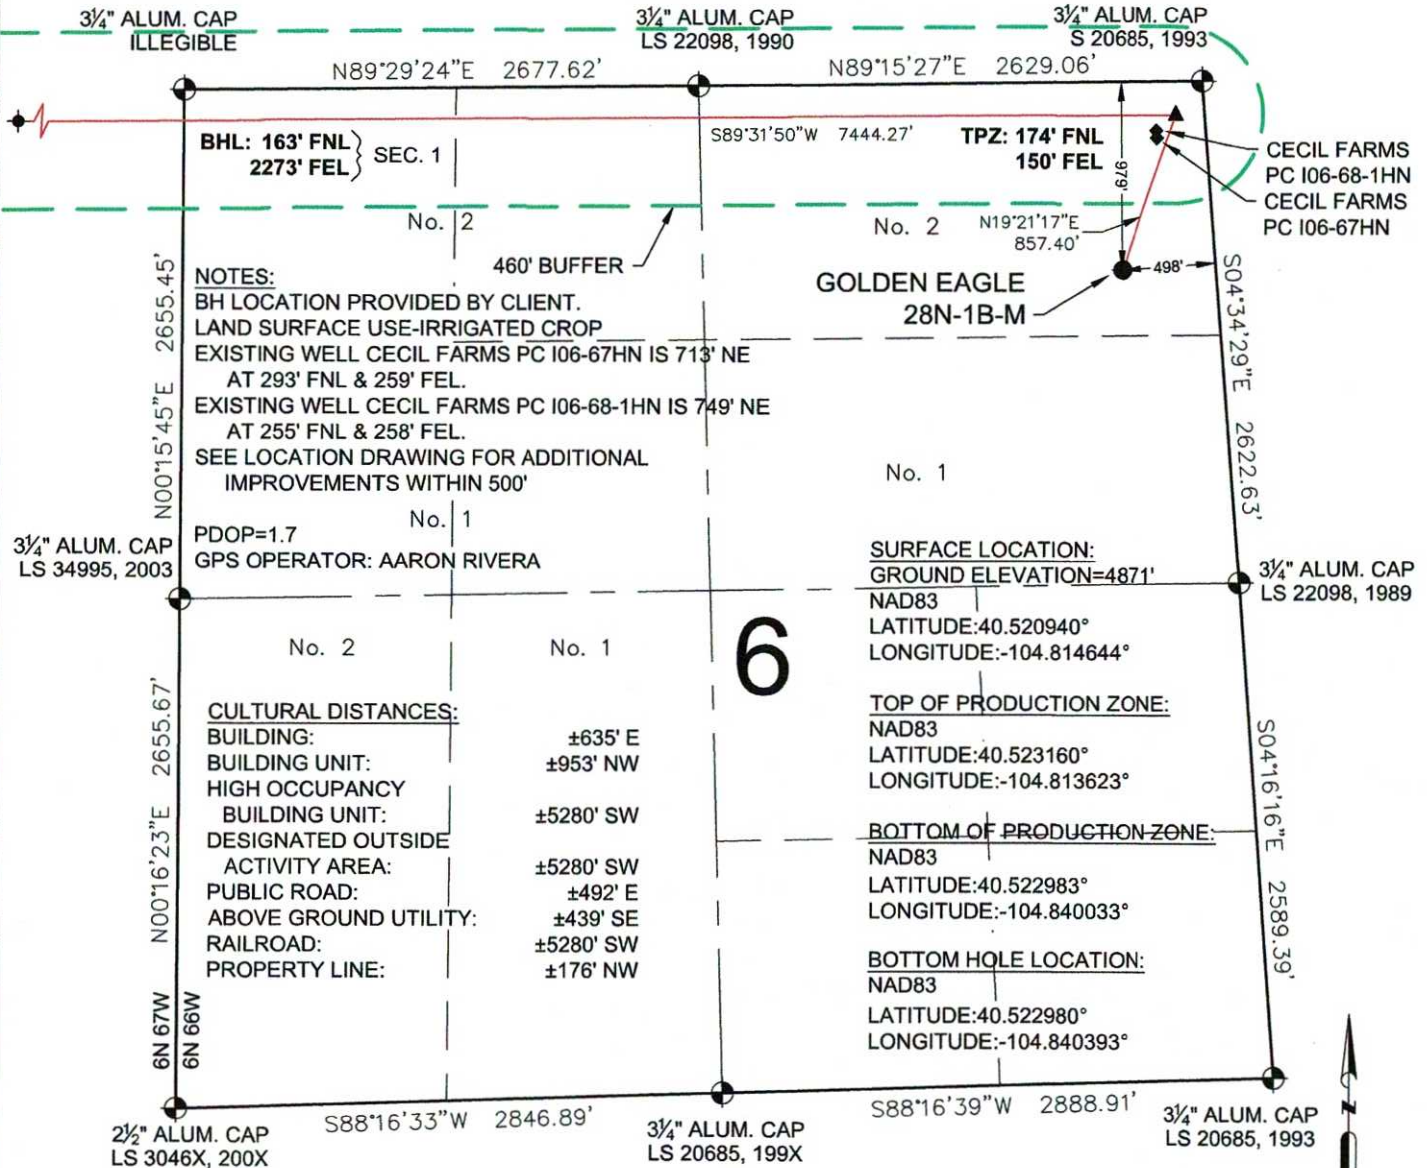 3¼" ALUM. CAP
ILLEGIBLE
3¼" ALUM. CAP
LS 22098, 1990
3¼" ALUM. CAP
S 20685, 1993
N89°29'24"E 2677.62'
N89°15'27"E 2629.06'
BHL: 163' FNL
2273' FEL
SEC. 1
S89°31'50"W 7444.27'
TPZ: 174' FNL
150' FEL
979'
CECIL FARMS
PC I06-68-1HN
CECIL FARMS
PC I06-67HN
No. 2
No. 2
N19°21'17"E
857.40'
460' BUFFER
498'
GOLDEN EAGLE
28N-1B-M
NOTES:
BH LOCATION PROVIDED BY CLIENT.
LAND SURFACE USE-IRRIGATED CROP
EXISTING WELL CECIL FARMS PC I06-67HN IS 713' NE
AT 293' FNL & 259' FEL.
EXISTING WELL CECIL FARMS PC I06-68-1HN IS 749' NE
AT 255' FNL & 258' FEL.
SEE LOCATION DRAWING FOR ADDITIONAL
IMPROVEMENTS WITHIN 500'
N00°15'45"E 2655.45'
S04°34'29"E 2622.63'
No. 1
No. 1
PDOP=1.7
GPS OPERATOR: AARON RIVERA
3¼" ALUM. CAP
LS 34995, 2003
3¼" ALUM. CAP
LS 22098, 1989
SURFACE LOCATION:
GROUND ELEVATION=4871'
NAD83
LATITUDE:40.520940°
LONGITUDE:-104.814644°
No. 2
No. 1
6
TOP OF PRODUCTION ZONE:
NAD83
LATITUDE:40.523160°
LONGITUDE:-104.813623°
CULTURAL DISTANCES:
BUILDING: ±635' E
BUILDING UNIT: ±953' NW
HIGH OCCUPANCY
BUILDING UNIT: ±5280' SW
DESIGNATED OUTSIDE
ACTIVITY AREA: ±5280' SW
PUBLIC ROAD: ±492' E
ABOVE GROUND UTILITY: ±439' SE
RAILROAD: ±5280' SW
PROPERTY LINE: ±176' NW
BOTTOM OF PRODUCTION ZONE:
NAD83
LATITUDE:40.522983°
LONGITUDE:-104.840033°
BOTTOM HOLE LOCATION:
NAD83
LATITUDE:40.522980°
LONGITUDE:-104.840393°
N00°16'23"E 2655.67'
S04°16'16"E 2589.39'
6N 67W
6N 66W
S88°16'33"W 2846.89'
S88°16'39"W 2888.91'
2½" ALUM. CAP
LS 3046X, 200X
3¼" ALUM. CAP
LS 20685, 199X
3¼" ALUM. CAP
LS 20685, 1993
N